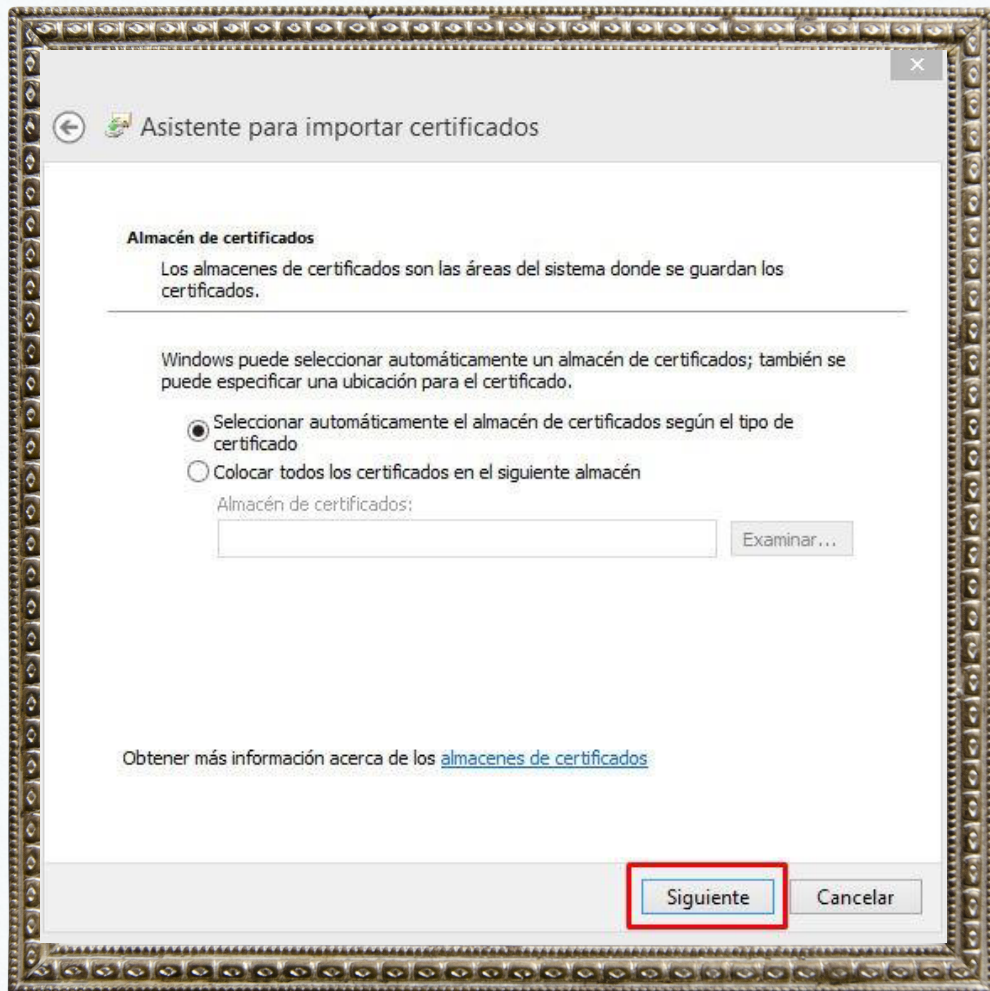 Asistente para importar certificados
Almacén de certificados
Los almacenes de certificados son las áreas del sistema donde se guardan los
certificados.
Windows puede seleccionar automáticamente un almacén de certificados; también se
puede especificar una ubicación para el certificado.
Seleccionar automáticamente el almacén de certificados según el tipo de
certificado
Colocar todos los certificados en el siguiente almacén
Almacén de certificados:
Examinar...
Obtener más información acerca de los almacenes de certificados
Siguiente Cancelar